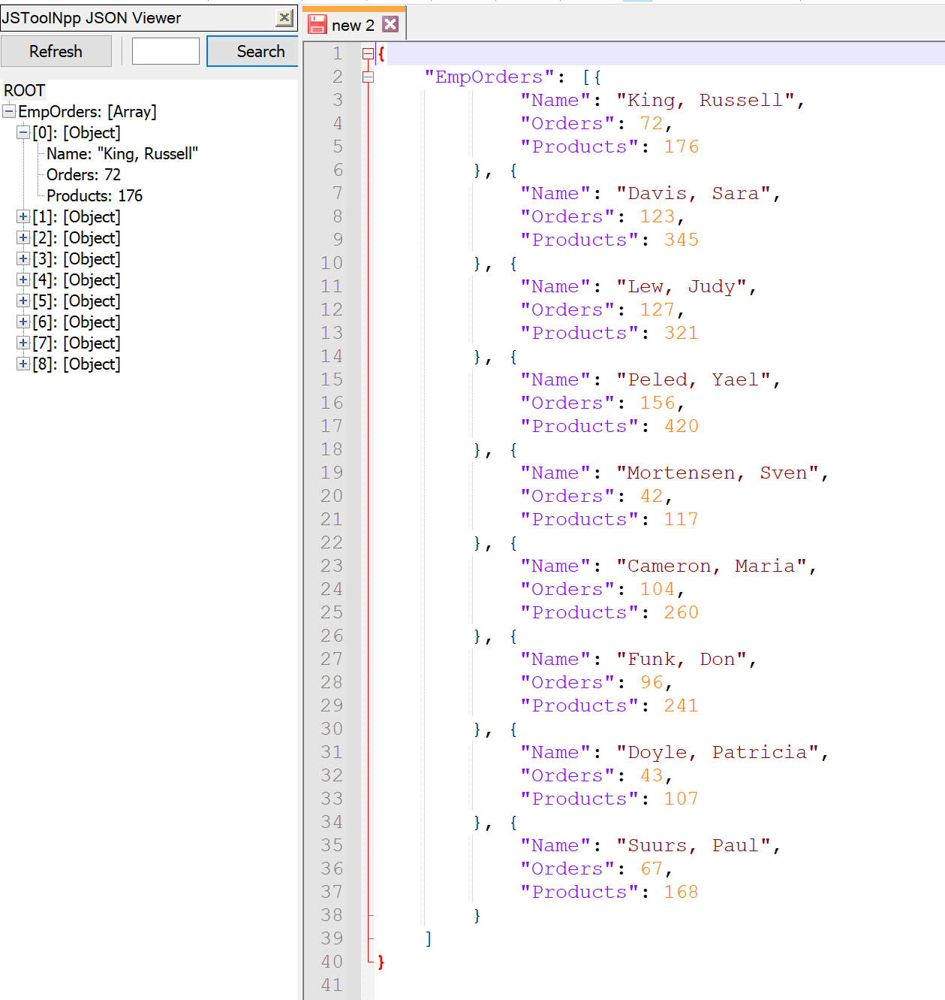 JSToolNpp JSON Viewer
Refresh
Search
ROOT
EmpOrders: [Array]
[0]: [Object]
Name: "King, Russell"
Orders: 72
Products: 176
[1]: [Object]
[2]: [Object]
[3]: [Object]
[4]: [Object]
[5]: [Object]
[6]: [Object]
[7]: [Object]
[8]: [Object]
new 2
1 {
2 "EmpOrders": [{
3 "Name": "King, Russell",
4 "Orders": 72,
5 "Products": 176
6 }, {
7 "Name": "Davis, Sara",
8 "Orders": 123,
9 "Products": 345
10 }, {
11 "Name": "Lew, Judy",
12 "Orders": 127,
13 "Products": 321
14 }, {
15 "Name": "Peled, Yael",
16 "Orders": 156,
17 "Products": 420
18 }, {
19 "Name": "Mortensen, Sven",
20 "Orders": 42,
21 "Products": 117
22 }, {
23 "Name": "Cameron, Maria",
24 "Orders": 104,
25 "Products": 260
26 }, {
27 "Name": "Funk, Don",
28 "Orders": 96,
29 "Products": 241
30 }, {
31 "Name": "Doyle, Patricia",
32 "Orders": 43,
33 "Products": 107
34 }, {
35 "Name": "Suurs, Paul",
36 "Orders": 67,
37 "Products": 168
38 }
39 ]
40 }
41